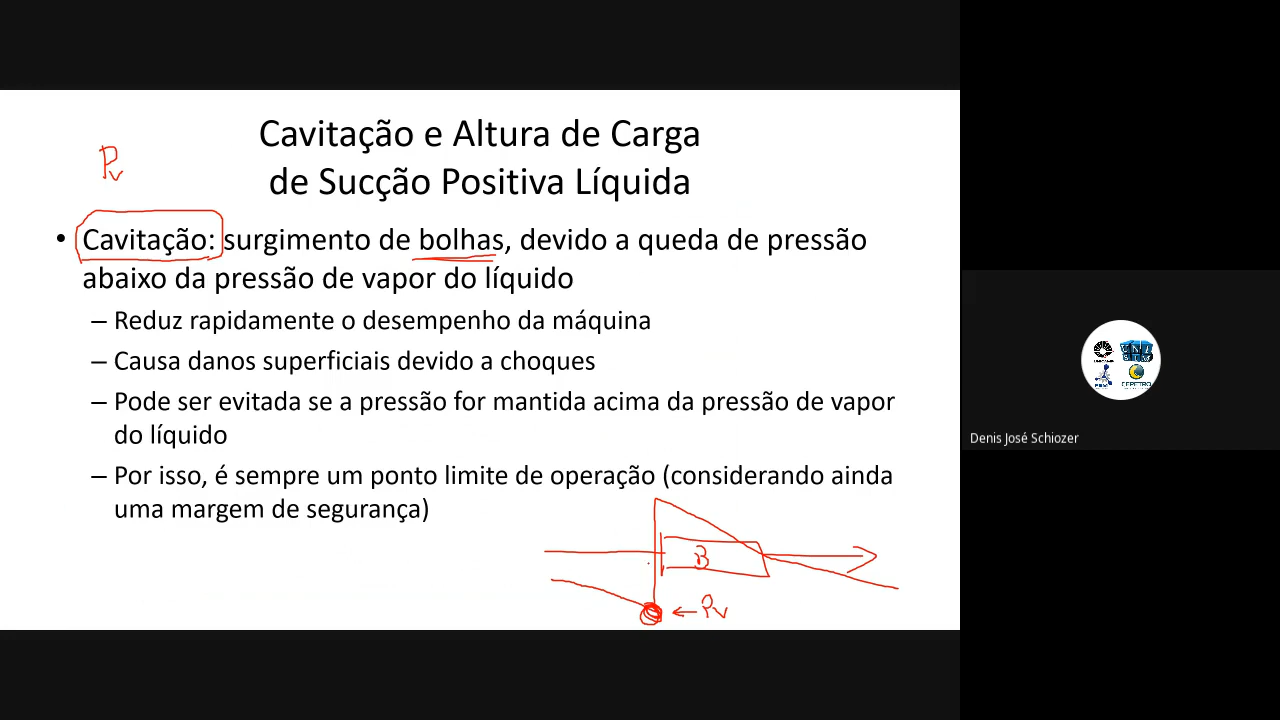 Cavitação e Altura de Carga
de Sucção Positiva Líquida
Pv
• Cavitação: surgimento de bolhas, devido a queda de pressão
abaixo da pressão de vapor do líquido
– Reduz rapidamente o desempenho da máquina
– Causa danos superficiais devido a choques
– Pode ser evitada se a pressão for mantida acima da pressão de vapor
do líquido
– Por isso, é sempre um ponto limite de operação (considerando ainda
uma margem de segurança)
B
← Pv
Denis José Schiozer